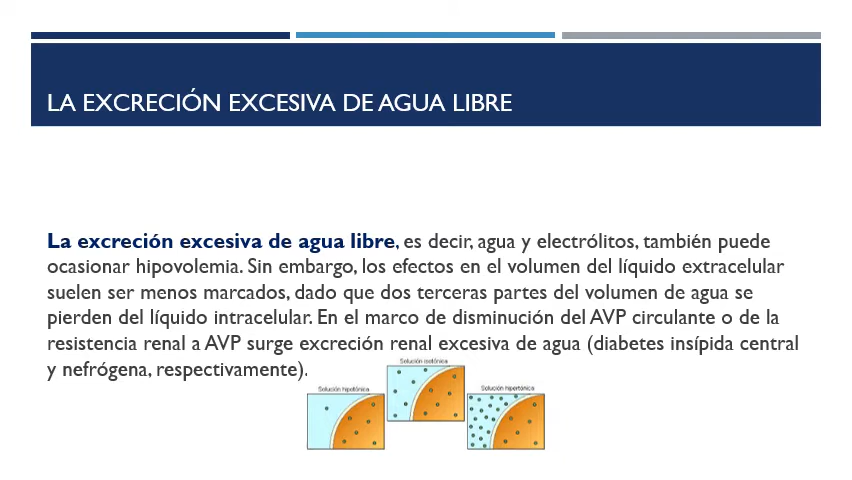 LA EXCRECIÓN EXCESIVA DE AGUA LIBRE
La excreción excesiva de agua libre, es decir, agua y electrólitos, también puede
ocasionar hipovolemia. Sin embargo, los efectos en el volumen del líquido extracelular
suelen ser menos marcados, dado que dos terceras partes del volumen de agua se
pierden del líquido intracelular. En el marco de disminución del AVP circulante o de la
resistencia renal a AVP surge excreción renal excesiva de agua (diabetes insípida central
y nefrógena, respectivamente).
Solución hipotónica
Solución isotónica
Solución hipertónica